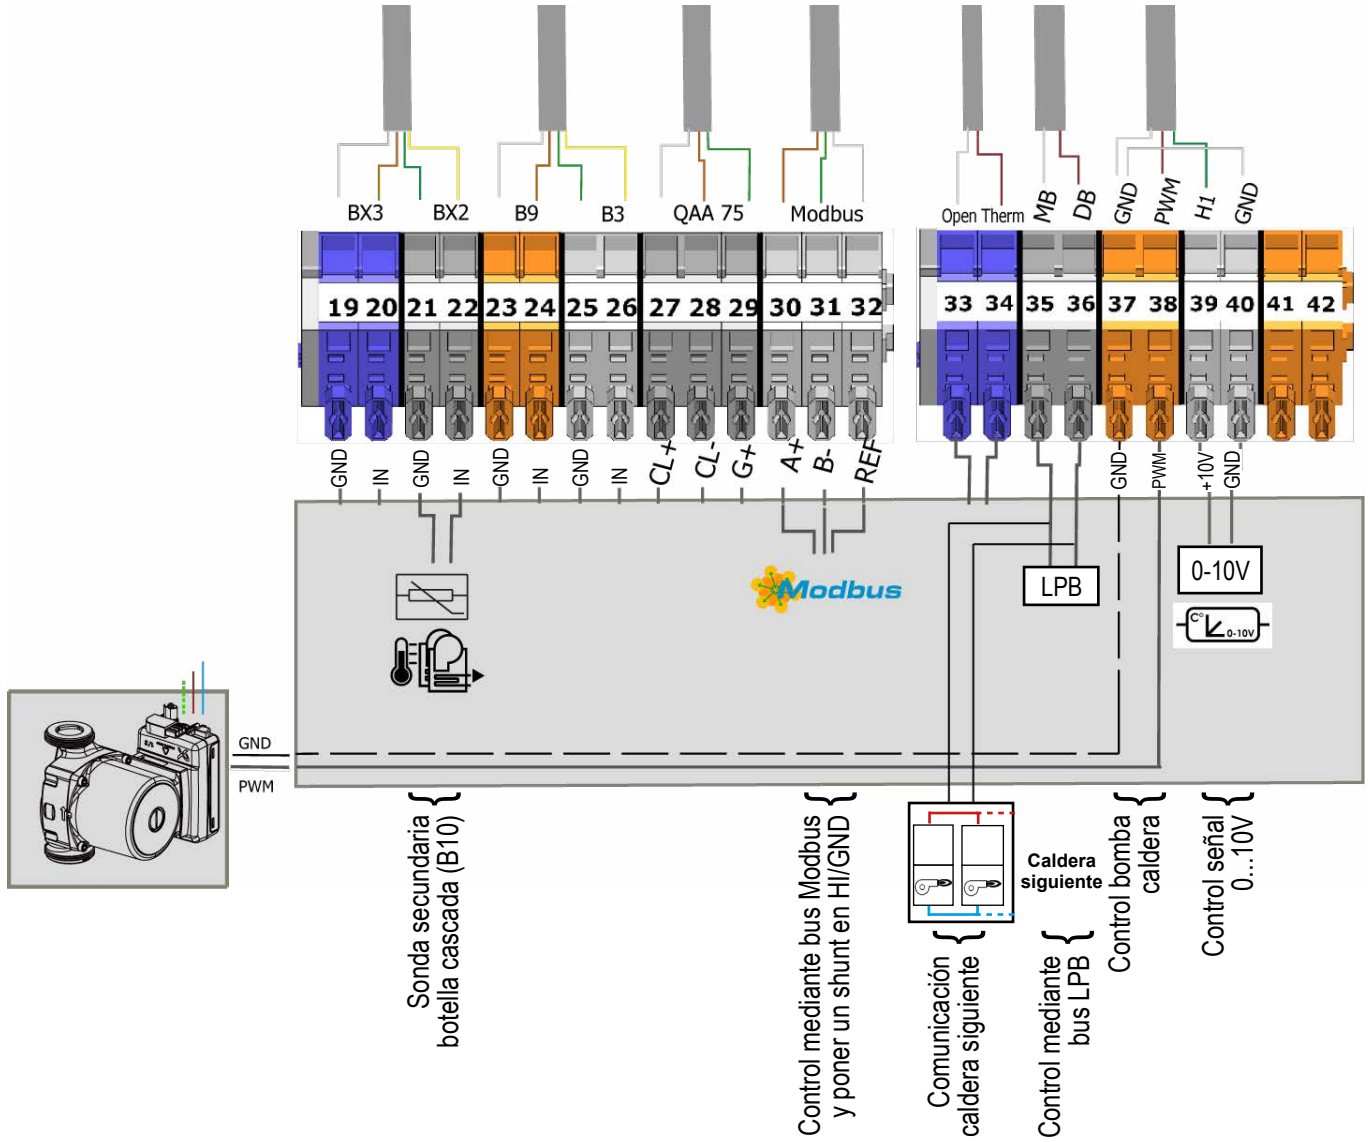 BX3 BX2 B9 B3 QAA 75 Modbus
Open Therm MB DB GND PWM H1 GND
19 20 21 22 23 24 25 26 27 28 29 30 31 32
33 34 35 36 37 38 39 40 41 42
GND IN GND IN GND IN GND IN CL+ CL- G+ A+ B- REF
GND PWM +10V GND
Modbus
LPB
0-10V
C° 0-10V
GND
PWM
Sonda secundaria
botella cascada (B10)
Control mediante bus Modbus
y poner un shunt en HI/GND
Caldera
siguiente
Comunicación
caldera siguiente
Control mediante
bus LPB
Control bomba
caldera
Control señal
0...10V